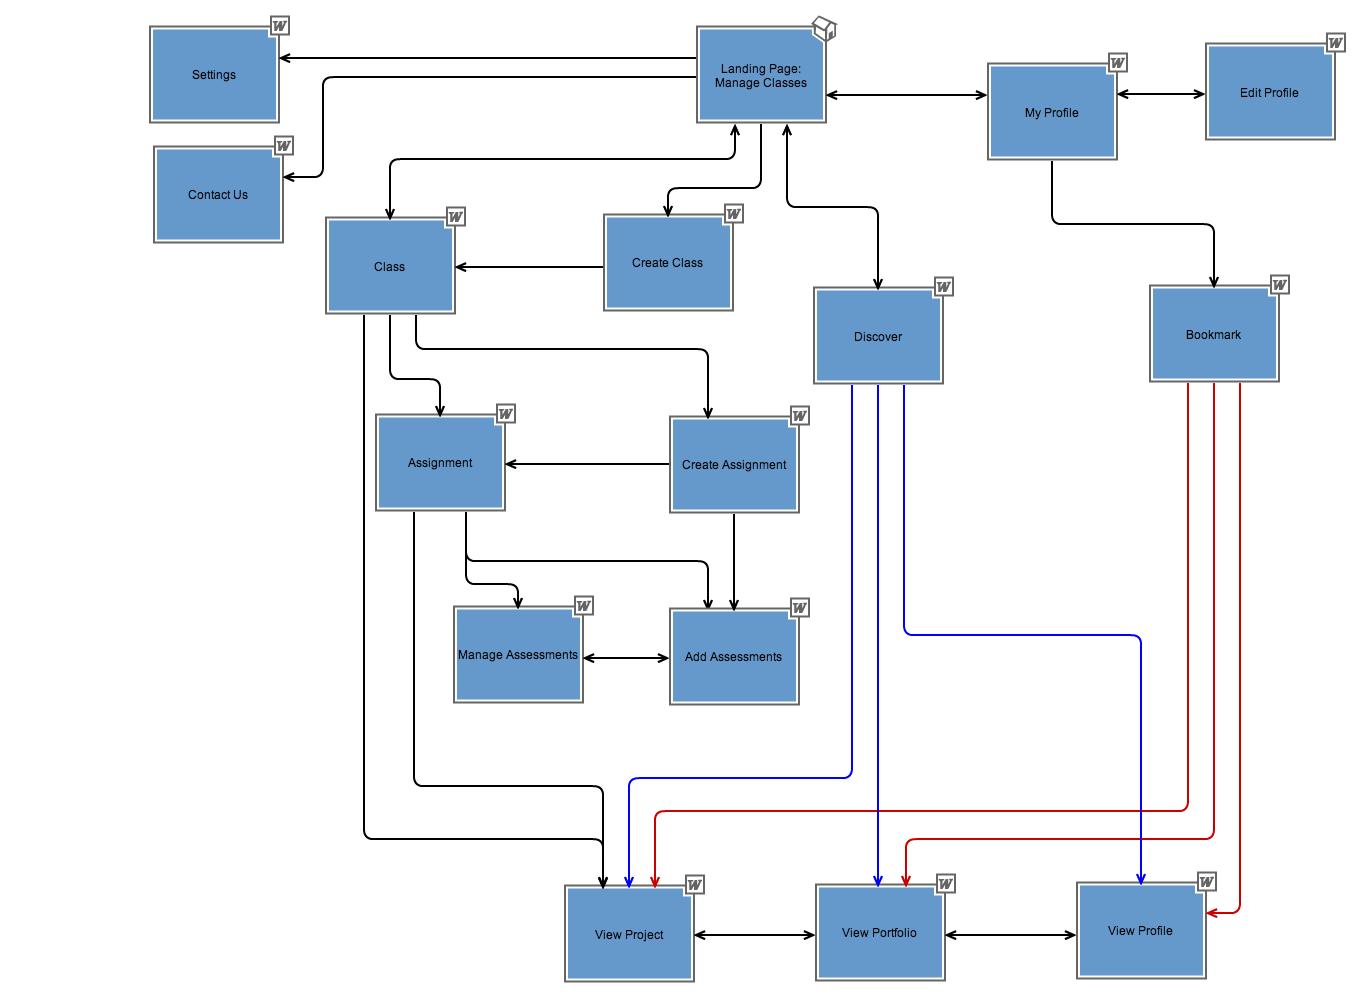 W
Settings
Landing Page:
Manage Classes
W
My Profile
W
Edit Profile
W
Contact Us
W
Class
W
Create Class
W
Discover
W
Bookmark
W
Assignment
W
Create Assignment
W
Manage Assessments
W
Add Assessments
W
View Project
W
View Portfolio
W
View Profile